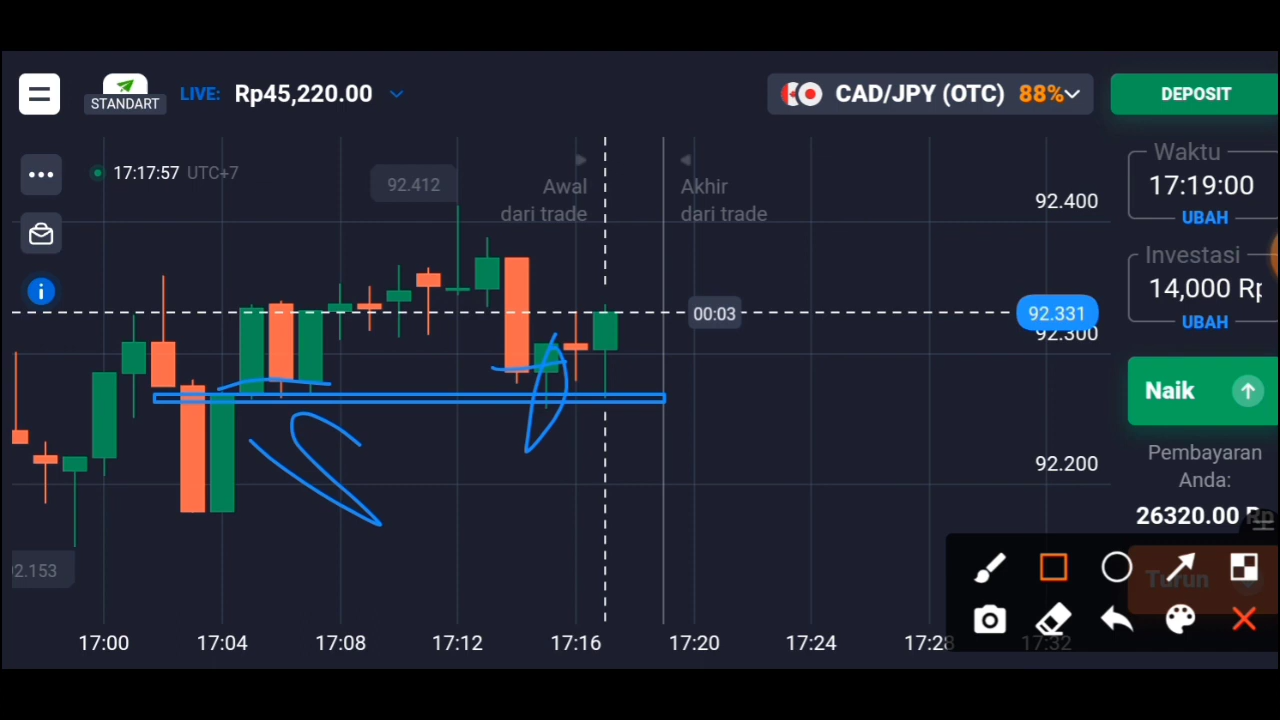 STANDART
LIVE: Rp45,220.00
CAD/JPY (OTC) 88%
DEPOSIT
17:17:57 UTC+7
92.412
Awal
dari trade
Akhir
dari trade
92.400
00:03
92.331
92.300
92.200
2.153
17:00 17:04 17:08 17:12 17:16 17:20 17:24 17:28 17:32
Waktu
17:19:00
UBAH
Investasi
14,000 Rp
UBAH
Naik
Pembayaran
Anda:
26320.00 Rp
Turun